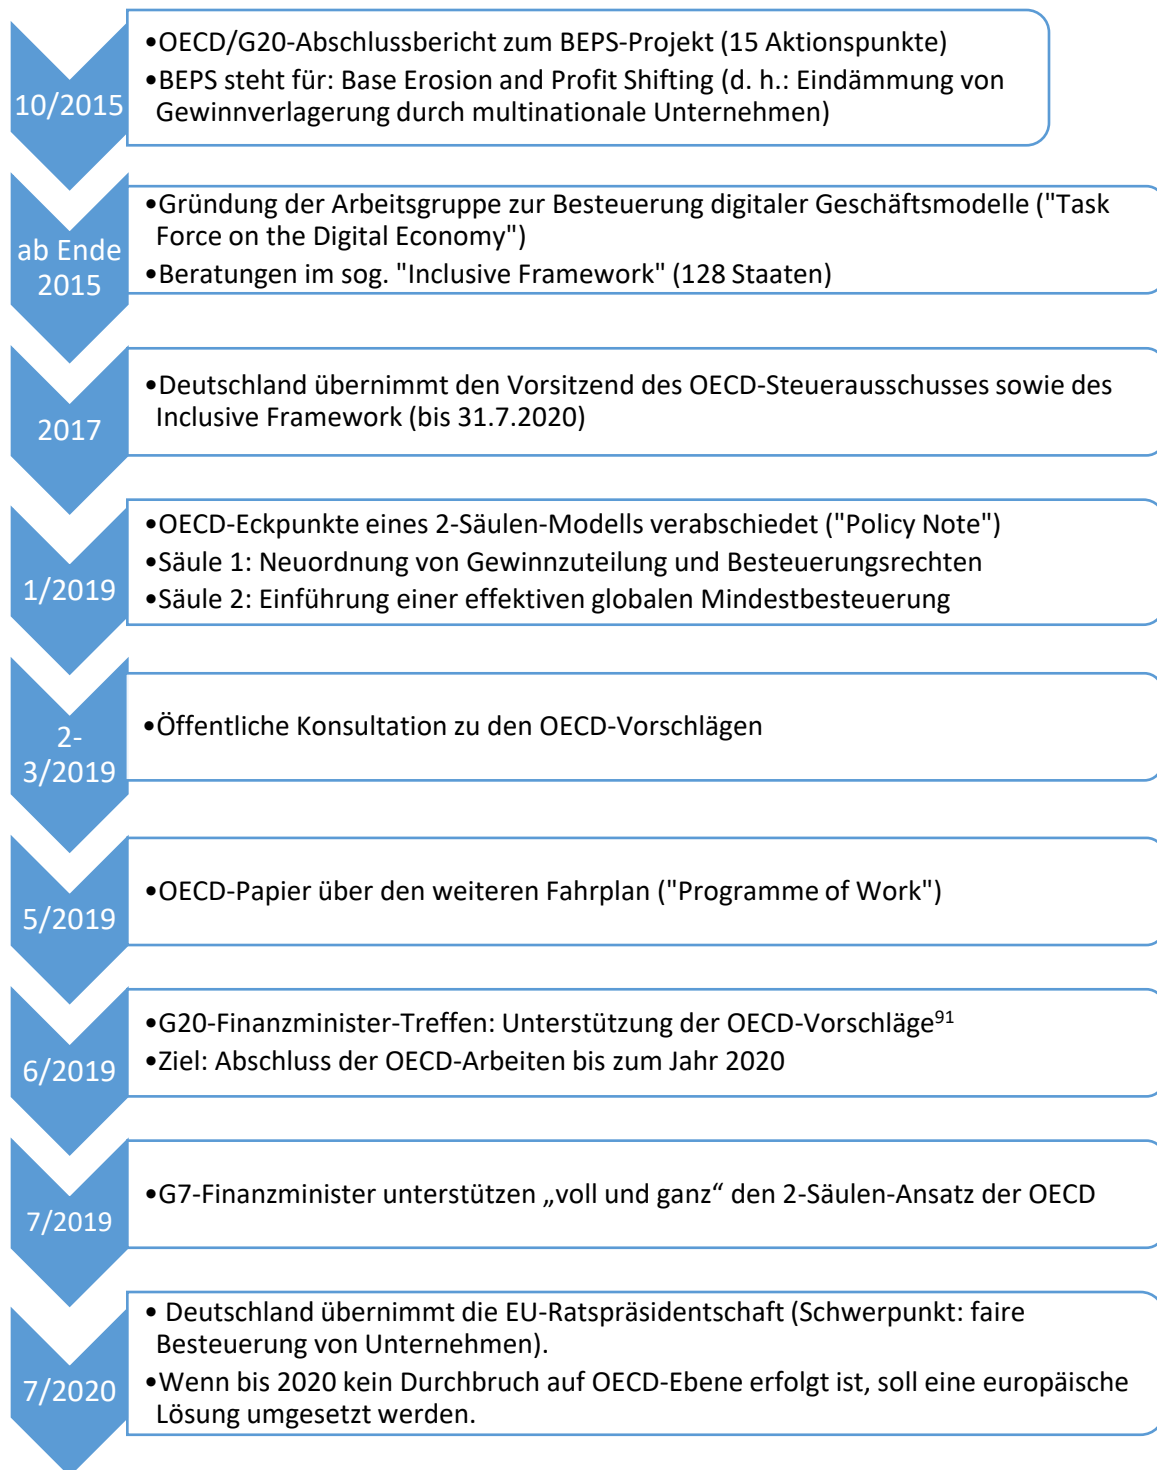 10/2015
•OECD/G20-Abschlussbericht zum BEPS-Projekt (15 Aktionspunkte)
•BEPS steht für: Base Erosion and Profit Shifting (d. h.: Eindämmung von
Gewinnverlagerung durch multinationale Unternehmen)
ab Ende
2015
•Gründung der Arbeitsgruppe zur Besteuerung digitaler Geschäftsmodelle ("Task
Force on the Digital Economy")
•Beratungen im sog. "Inclusive Framework" (128 Staaten)
2017
•Deutschland übernimmt den Vorsitzend des OECD-Steuerausschusses sowie des
Inclusive Framework (bis 31.7.2020)
1/2019
•OECD-Eckpunkte eines 2-Säulen-Modells verabschiedet ("Policy Note")
•Säule 1: Neuordnung von Gewinnzuteilung und Besteuerungsrechten
•Säule 2: Einführung einer effektiven globalen Mindestbesteuerung
2-
3/2019
•Öffentliche Konsultation zu den OECD-Vorschlägen
5/2019
•OECD-Papier über den weiteren Fahrplan ("Programme of Work")
6/2019
•G20-Finanzminister-Treffen: Unterstützung der OECD-Vorschläge⁹¹
•Ziel: Abschluss der OECD-Arbeiten bis zum Jahr 2020
7/2019
•G7-Finanzminister unterstützen „voll und ganz“ den 2-Säulen-Ansatz der OECD
7/2020
• Deutschland übernimmt die EU-Ratspräsidentschaft (Schwerpunkt: faire
Besteuerung von Unternehmen).
•Wenn bis 2020 kein Durchbruch auf OECD-Ebene erfolgt ist, soll eine europäische
Lösung umgesetzt werden.